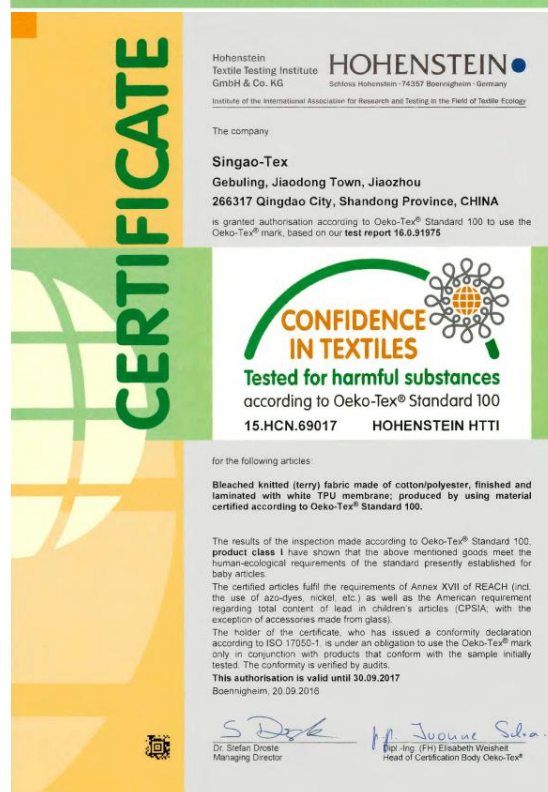 CERTIFICATE
Hohenstein
Textile Testing Institute
GmbH & Co. KG
HOHENSTEIN
Schloss Hohenstein · 74357 Boennigheim · Germany
Institute of the International Association for Research and Testing in the Field of Textile Ecology
The company
Singao-Tex
Gebuling, Jiaodong Town, Jiaozhou
266317 Qingdao City, Shandong Province, CHINA
is granted authorisation according to Oeko-Tex® Standard 100 to use the
Oeko-Tex® mark, based on our test report 16.0.91975
CONFIDENCE
IN TEXTILES
Tested for harmful substances
according to Oeko-Tex® Standard 100
15.HCN.69017 HOHENSTEIN HTTI
for the following articles:
Bleached knitted (terry) fabric made of cotton/polyester, finished and
laminated with white TPU membrane; produced by using material
certified according to Oeko-Tex® Standard 100.
The results of the inspection made according to Oeko-Tex® Standard 100,
product class I have shown that the above mentioned goods meet the
human-ecological requirements of the standard presently established for
baby articles.
The certified articles fulfil the requirements of Annex XVII of REACH (incl.
the use of azo-dyes, nickel, etc.) as well as the American requirement
regarding total content of lead in children's articles (CPSIA; with the
exception of accessories made from glass).
The holder of the certificate, who has issued a conformity declaration
according to ISO 17050-1, is under an obligation to use the Oeko-Tex® mark
only in conjunction with products that conform with the sample initially
tested. The conformity is verified by audits.
This authorisation is valid until 30.09.2017
Boennigheim, 20.09.2016
Dr. Stefan Droste
Managing Director
Dipl.-Ing. (FH) Elisabeth Weisheit
Head of Certification Body Oeko-Tex®